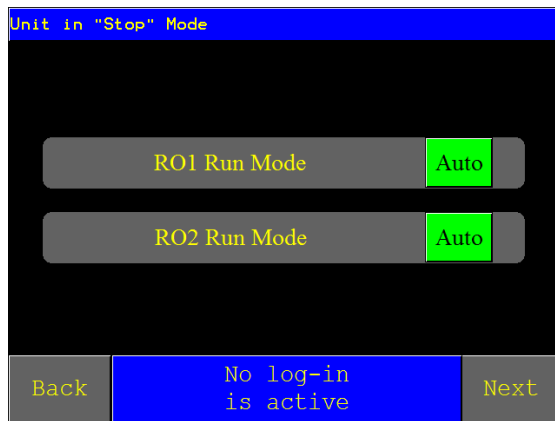 Unit in "Stop" Mode
RO1 Run Mode Auto
RO2 Run Mode Auto
Back
No log-in
is active
Next